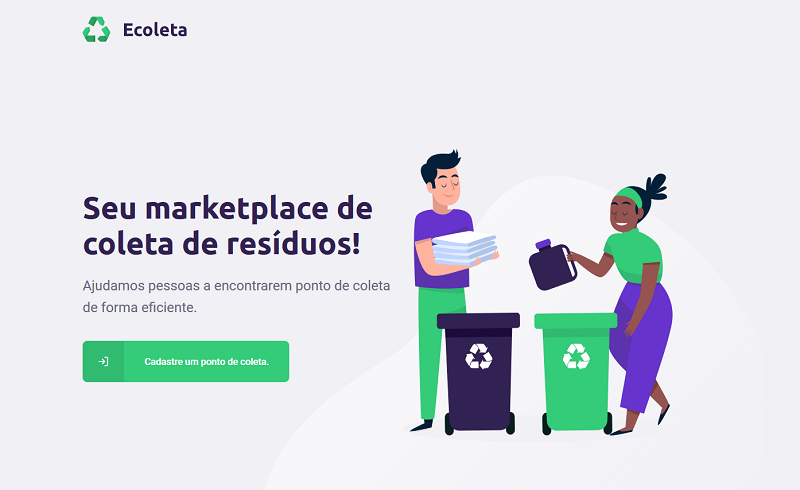 Ecoleta
Seu marketplace de
coleta de resíduos!
Ajudamos pessoas a encontrarem ponto de coleta
de forma eficiente.
Cadastre um ponto de coleta.